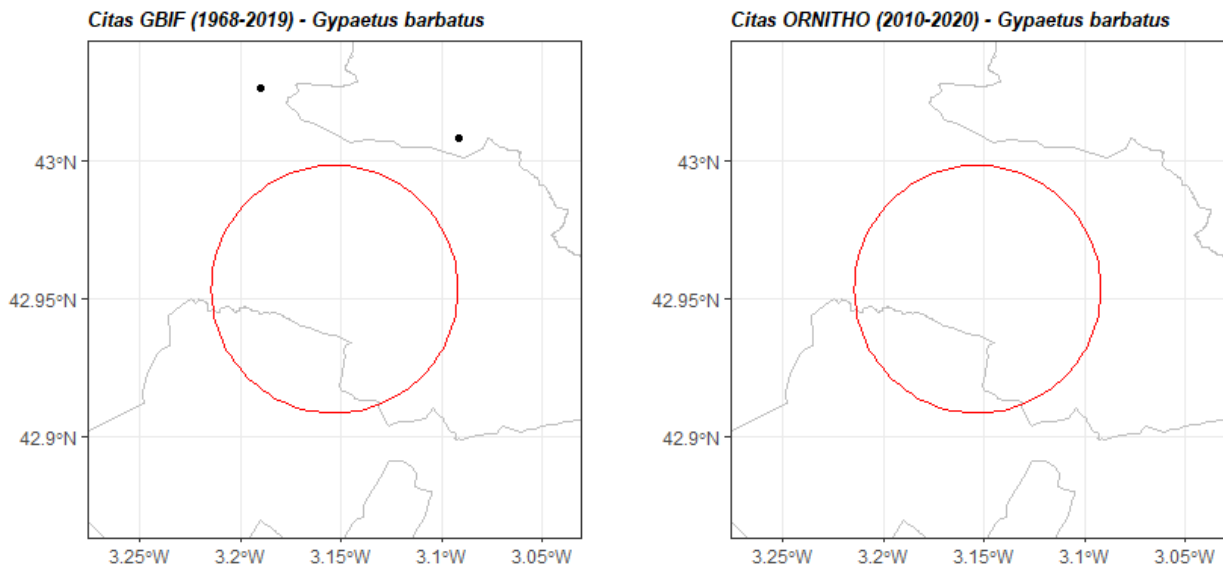 Citas GBIF (1968-2019) - Gypaetus barbatus
43°N
42.95°N
42.9°N
3.25°W
3.2°W
3.15°W
3.1°W
3.05°W
Citas ORNITHO (2010-2020) - Gypaetus barbatus
43°N
42.95°N
42.9°N
3.25°W
3.2°W
3.15°W
3.1°W
3.05°W